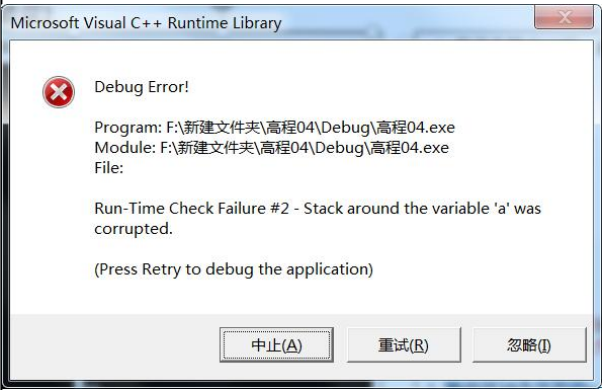 Microsoft Visual C++ Runtime Library
Debug Error!
Program: F:\新建文件夹\高程04\Debug\高程04.exe
Module: F:\新建文件夹\高程04\Debug\高程04.exe
File:
Run-Time Check Failure #2 - Stack around the variable 'a' was
corrupted.
(Press Retry to debug the application)
中止(A) 重试(R) 忽略(I)